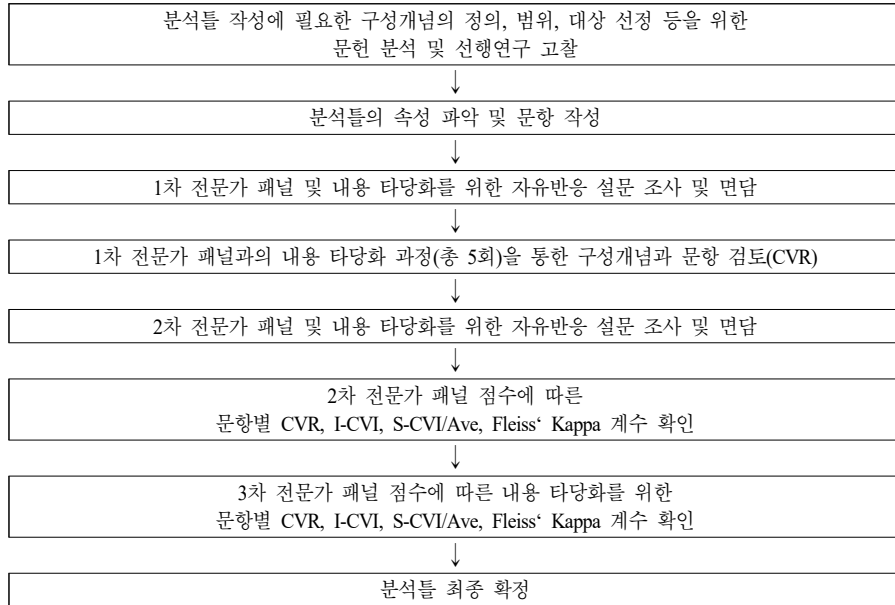 분석틀 작성에 필요한 구성개념의 정의, 범위, 대상 선정 등을 위한
문헌 분석 및 선행연구 고찰
↓
분석틀의 속성 파악 및 문항 작성
↓
1차 전문가 패널 및 내용 타당화를 위한 자유반응 설문 조사 및 면담
↓
1차 전문가 패널과의 내용 타당화 과정(총 5회)을 통한 구성개념과 문항 검토(CVR)
↓
2차 전문가 패널 및 내용 타당화를 위한 자유반응 설문 조사 및 면담
↓
2차 전문가 패널 점수에 따른
문항별 CVR, I-CVI, S-CVI/Ave, Fleiss‘ Kappa 계수 확인
↓
3차 전문가 패널 점수에 따른 내용 타당화를 위한
문항별 CVR, I-CVI, S-CVI/Ave, Fleiss‘ Kappa 계수 확인
↓
분석틀 최종 확정